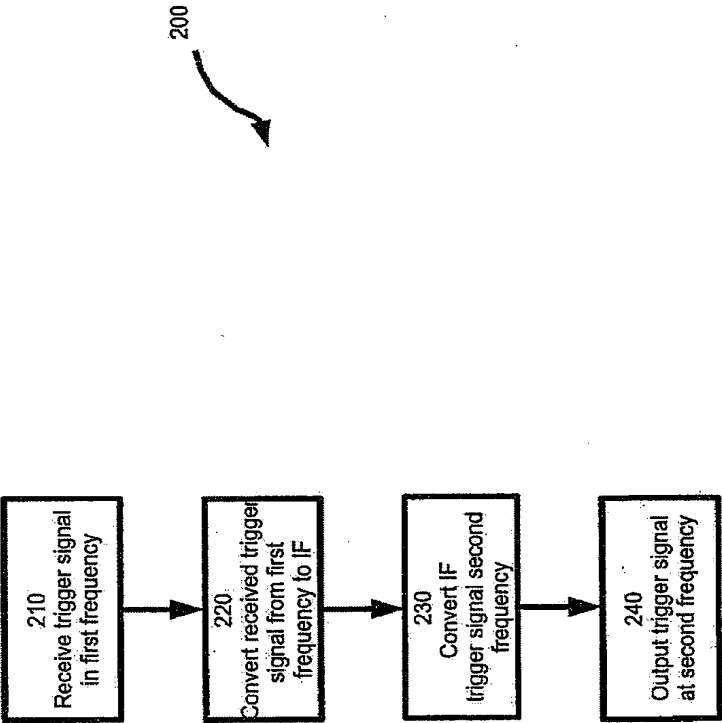 200
210
Receive trigger signal
in first frequency
220
Convert received trigger
signal from first
frequency to IF
230
Convert IF
trigger signal second
frequency
240
Output trigger signal
at second frequency